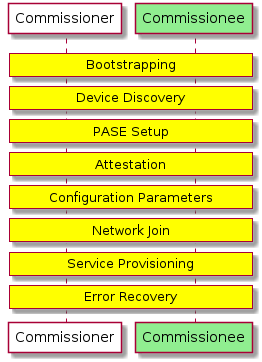 Commissioner Commissionee
Bootstrapping
Device Discovery
PASE Setup
Attestation
Configuration Parameters
Network Join
Service Provisioning
Error Recovery
Commissioner Commissionee